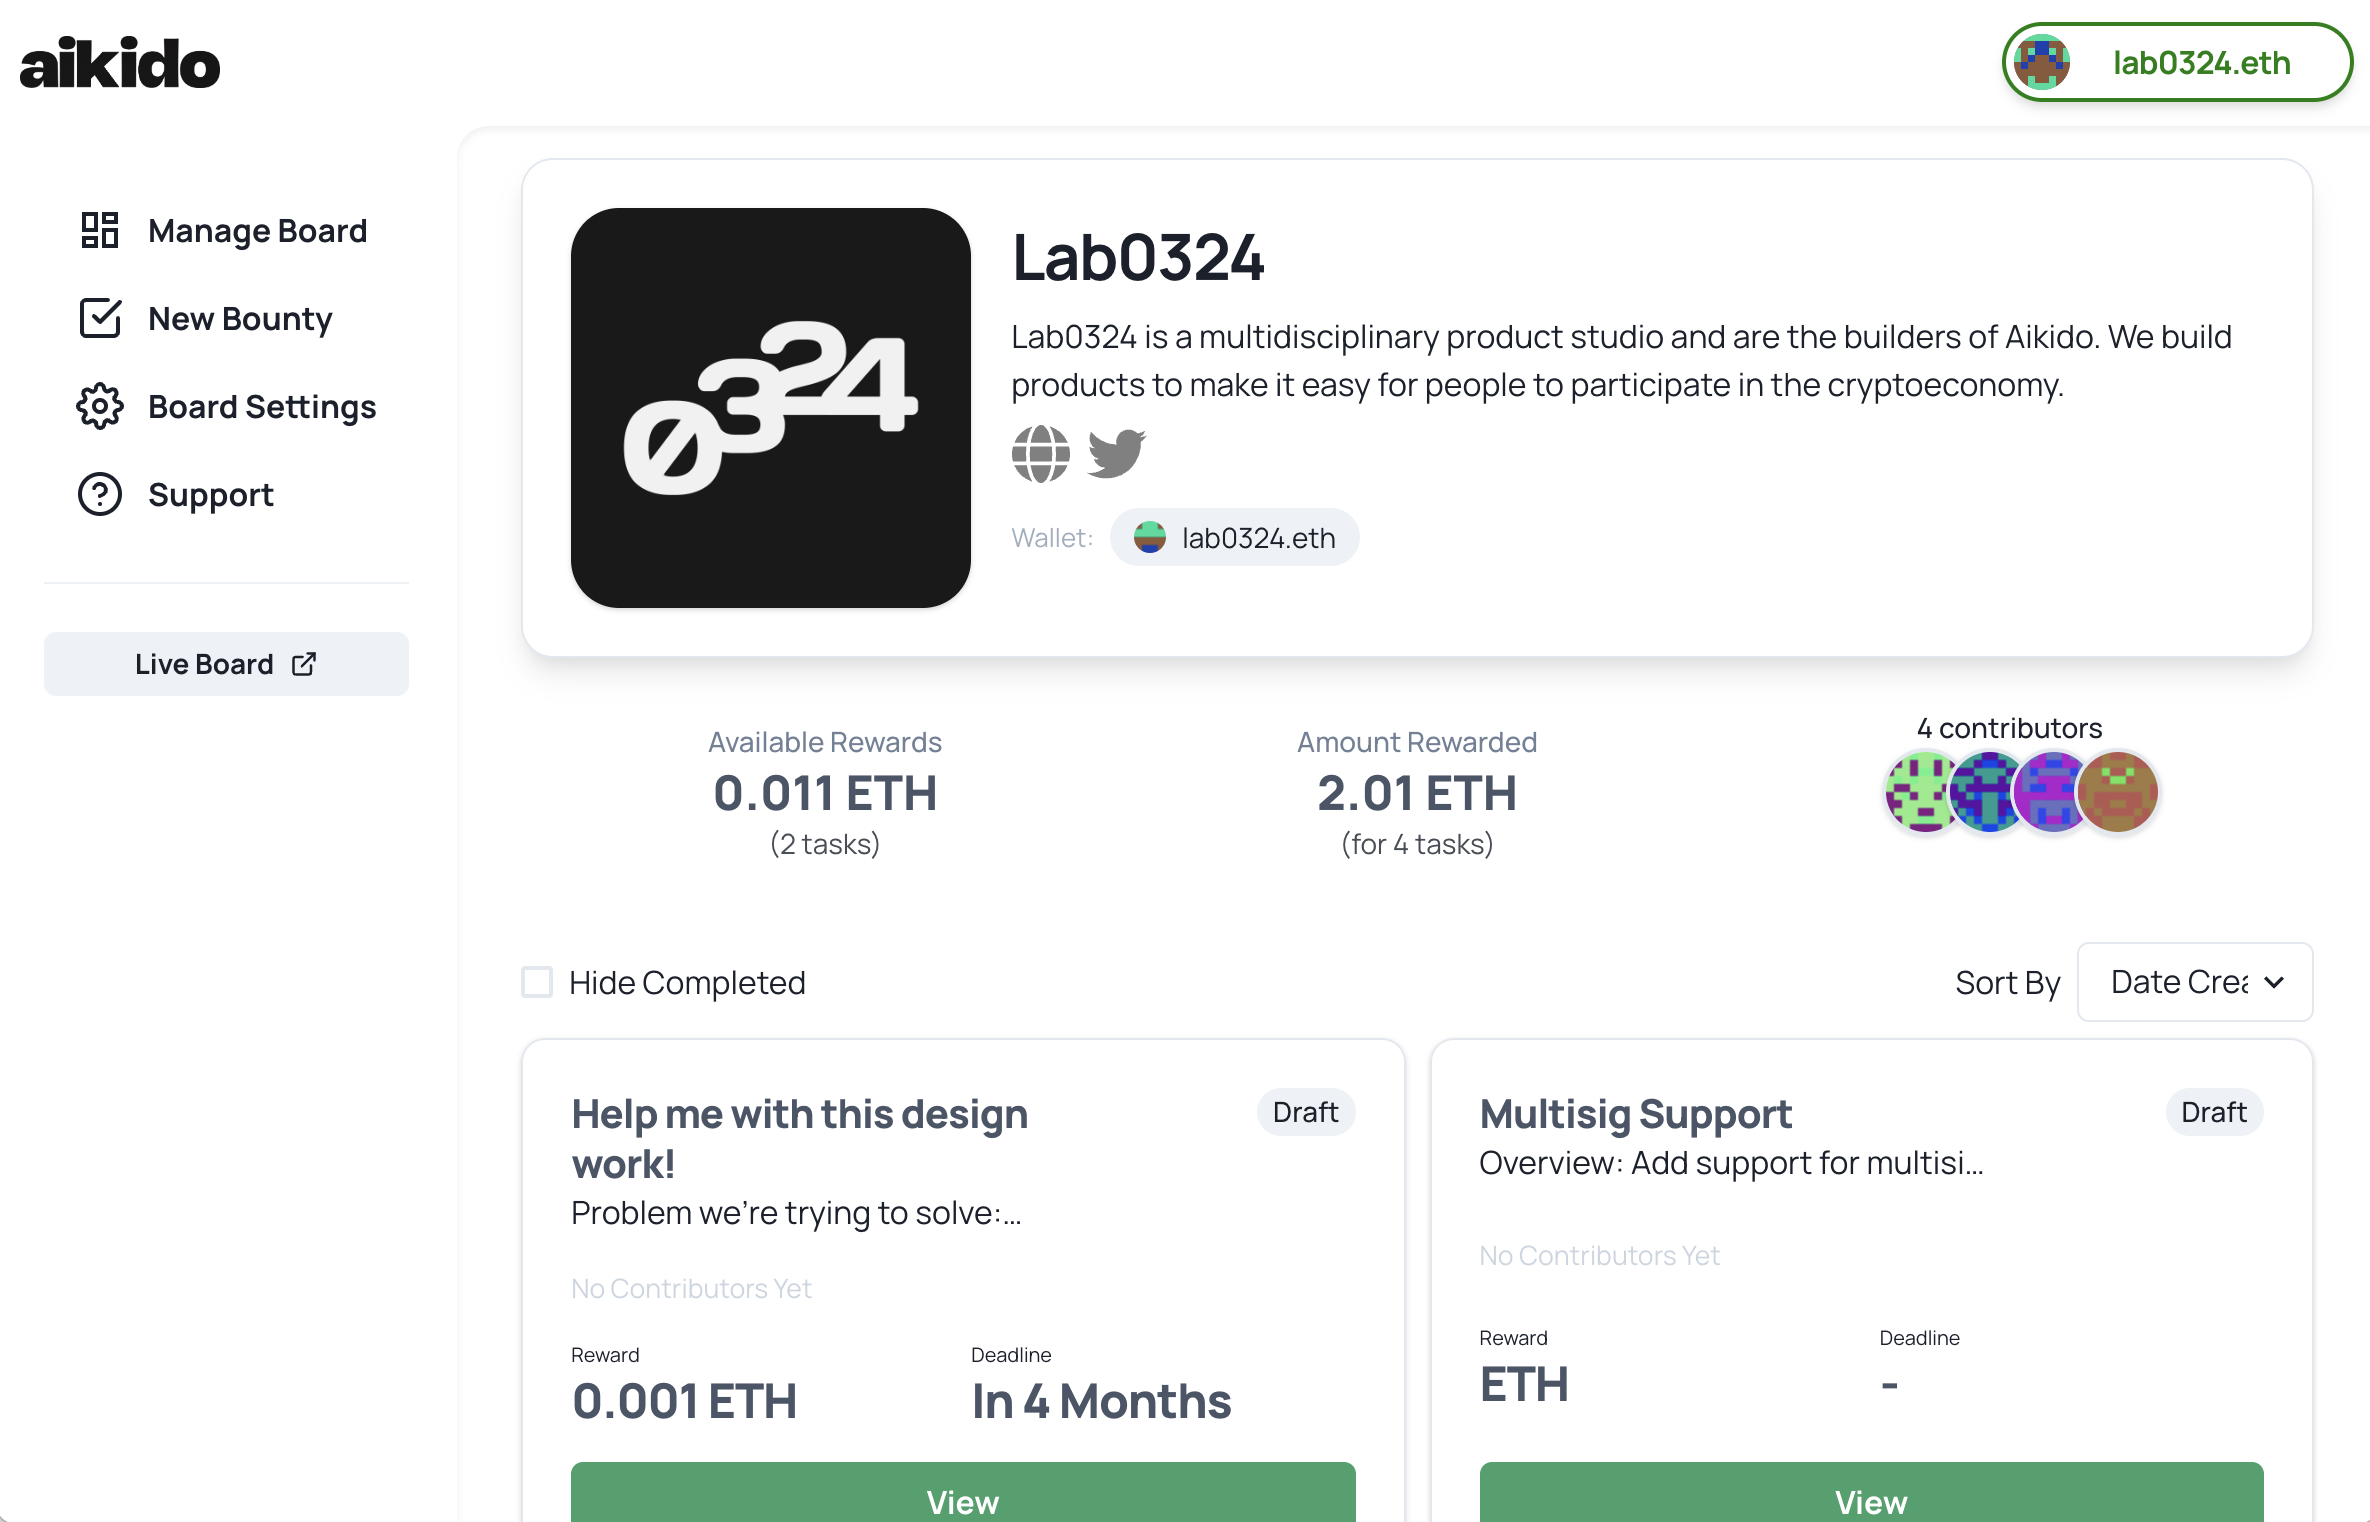 aikido
lab0324.eth
Manage Board
New Bounty
Board Settings
Support
Live Board
0324
Lab0324
Lab0324 is a multidisciplinary product studio and are the builders of Aikido. We build
products to make it easy for people to participate in the cryptoeconomy.
Wallet: lab0324.eth
Available Rewards
0.011 ETH
(2 tasks)
Amount Rewarded
2.01 ETH
(for 4 tasks)
4 contributors
Hide Completed
Sort By Date Crea
Help me with this design
work!
Draft
Problem we’re trying to solve:...
No Contributors Yet
Reward
0.001 ETH
Deadline
In 4 Months
View
Multisig Support
Draft
Overview: Add support for multisi...
No Contributors Yet
Reward
ETH
Deadline
-
View